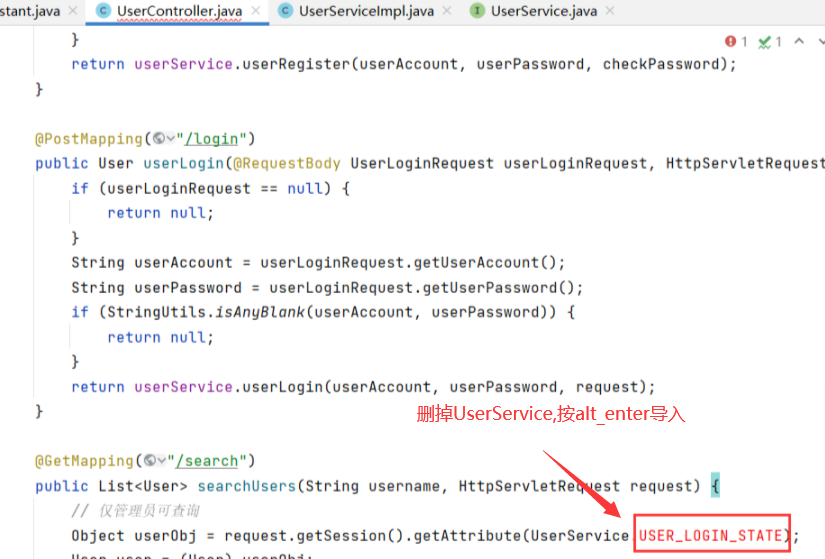 stant.java UserController.java UserServiceImpl.java UserService.java
} 1 1
return userService.userRegister(userAccount, userPassword, checkPassword);
}
@PostMapping("/login")
public User userLogin(@RequestBody UserLoginRequest userLoginRequest, HttpServletRequest
if (userLoginRequest == null) {
return null;
}
String userAccount = userLoginRequest.getUserAccount();
String userPassword = userLoginRequest.getUserPassword();
if (StringUtils.isAnyBlank(userAccount, userPassword)) {
return null;
}
return userService.userLogin(userAccount, userPassword, request);
}
删掉UserService,按alt_enter导入
@GetMapping("/search")
public List<User> searchUsers(String username, HttpServletRequest request) {
// 仅管理员可查询
Object userObj = request.getSession().getAttribute(UserService.USER_LOGIN_STATE);
User user = (User) userObj;